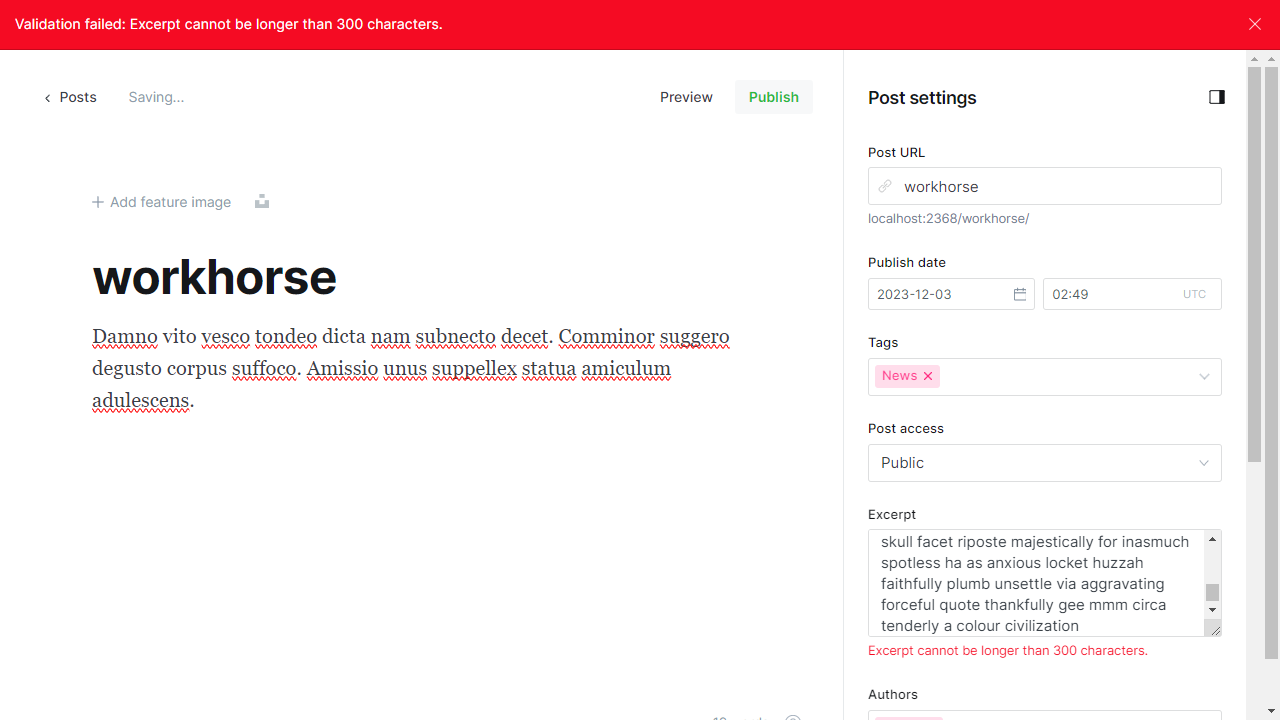 Validation failed: Excerpt cannot be longer than 300 characters.
Posts
Saving...
Preview
Publish
Add feature image
workhorse
Damno vito vesco tondeo dicta nam subnecto decet. Comminor suggero
degusto corpus suffoco. Amissio unus suppellex statua amiculum
adulescens.
Post settings
Post URL
workhorse
localhost:2368/workhorse/
Publish date
2023-12-03
02:49
UTC
Tags
News
Post access
Public
Excerpt
skull facet riposte majestically for inasmuch
spotless ha as anxious locket huzzah
faithfully plumb unsettle via aggravating
forceful quote thankfully gee mmm circa
tenderly a colour civilization
Excerpt cannot be longer than 300 characters.
Authors